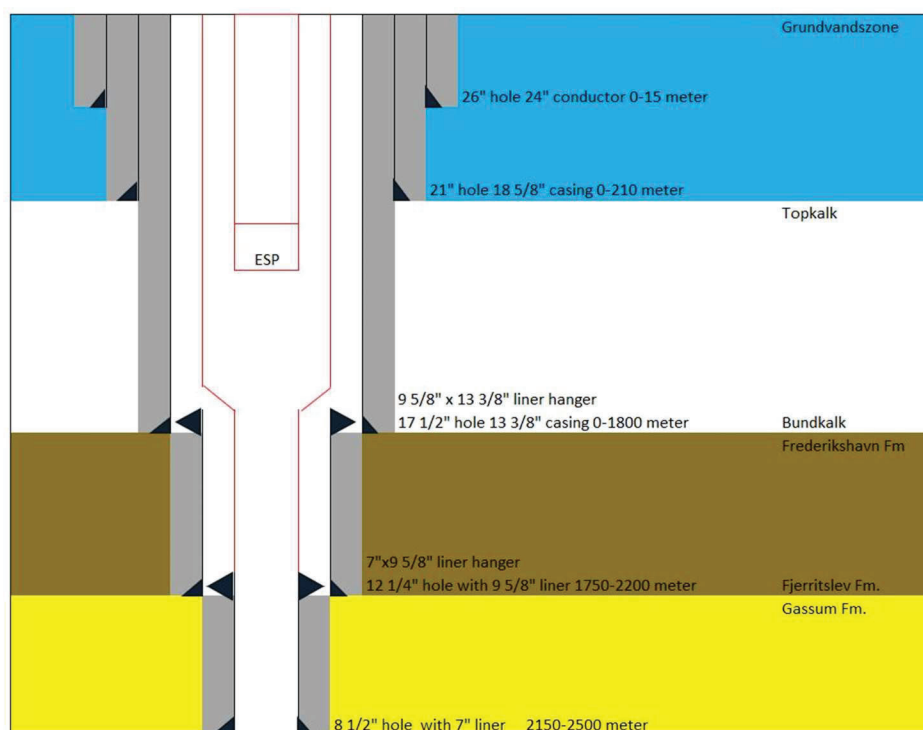 Grundvandszone
26" hole 24" conductor 0-15 meter
21" hole 18 5/8" casing 0-210 meter
Topkalk
ESP
9 5/8" x 13 3/8" liner hanger
17 1/2" hole 13 3/8" casing 0-1800 meter
Bundkalk
Frederikshavn Fm
7"x9 5/8" liner hanger
12 1/4" hole with 9 5/8" liner 1750-2200 meter
Fjerritslev Fm.
Gassum Fm.
8 1/2" hole with 7" liner 2150-2500 meter